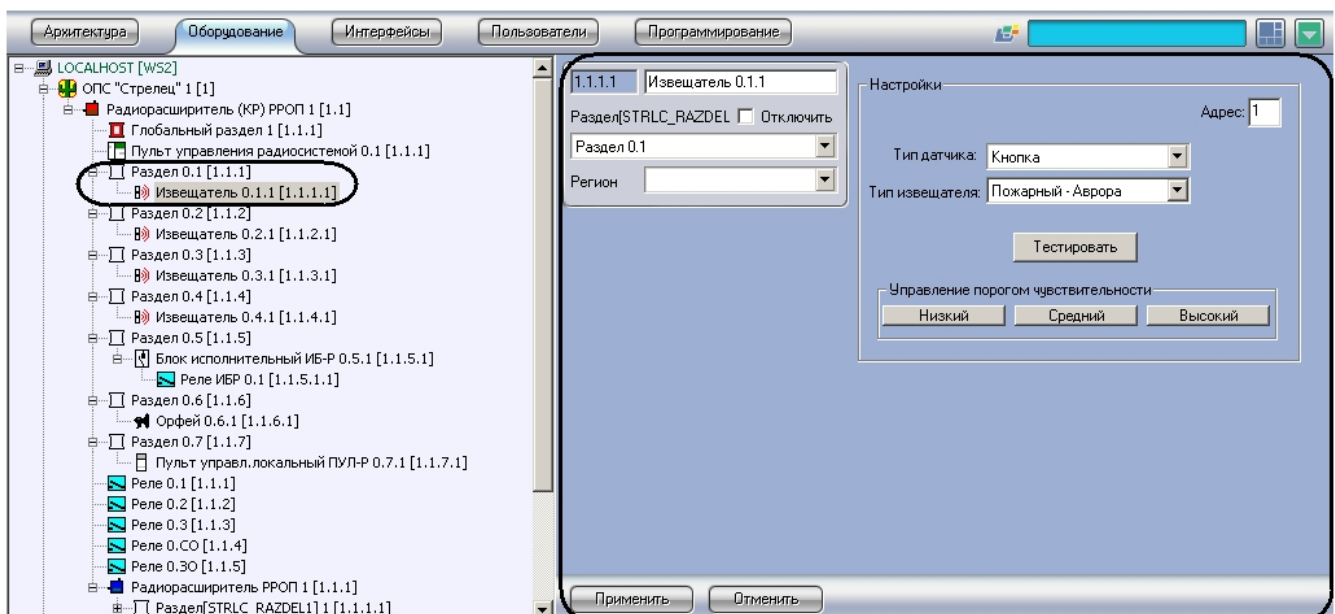 Архитектура
Оборудование
Интерфейсы
Пользователи
Программирование
LOCALHOST [WS2]
ОПС "Стрелец" 1 [1]
Радиорасширитель (КР) РРОП 1 [1.1]
Глобальный раздел 1 [1.1.1]
Пульт управления радиосистемой 0.1 [1.1.1]
Раздел 0.1 [1.1.1]
Извещатель 0.1.1 [1.1.1.1]
Раздел 0.2 [1.1.2]
Извещатель 0.2.1 [1.1.2.1]
Раздел 0.3 [1.1.3]
Извещатель 0.3.1 [1.1.3.1]
Раздел 0.4 [1.1.4]
Извещатель 0.4.1 [1.1.4.1]
Раздел 0.5 [1.1.5]
Блок исполнительный ИБ-Р 0.5.1 [1.1.5.1]
Реле ИБР 0.1 [1.1.5.1.1]
Раздел 0.6 [1.1.6]
Орфей 0.6.1 [1.1.6.1]
Раздел 0.7 [1.1.7]
Пульт управл.локальный ПУЛ-Р 0.7.1 [1.1.7.1]
Реле 0.1 [1.1.1]
Реле 0.2 [1.1.2]
Реле 0.3 [1.1.3]
Реле 0.СО [1.1.4]
Реле 0.ЗО [1.1.5]
Радиорасширитель РРОП 1 [1.1.1]
Раздел[STRLC_RAZDEL1] 1 [1.1.1.1]
1.1.1.1 Извещатель 0.1.1
Раздел[STRLC_RAZDEL Отключить
Раздел 0.1
Регион
Настройки
Адрес: 1
Тип датчика: Кнопка
Тип извещателя: Пожарный - Аврора
Тестировать
Управление порогом чувствительности
Низкий Средний Высокий
Применить Отменить